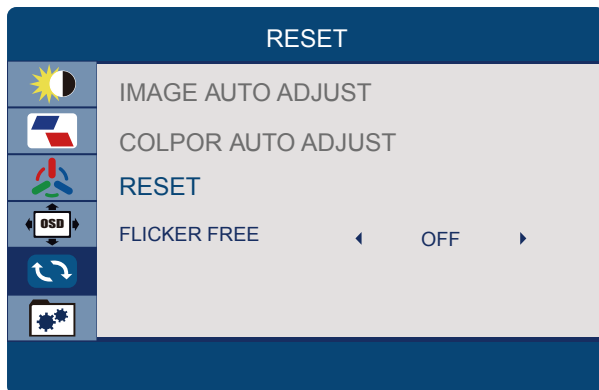 RESET
IMAGE AUTO ADJUST
COLPOR AUTO ADJUST
RESET
OSD
FLICKER FREE OFF